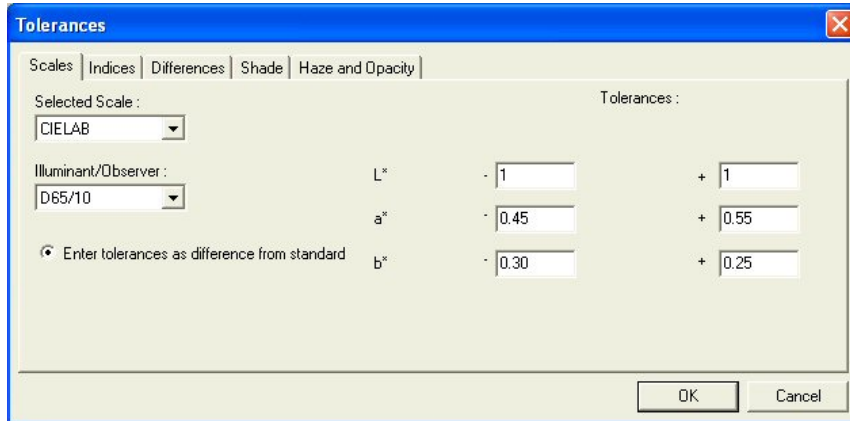 Tolerances
Scales Indices Differences Shade Haze and Opacity
Selected Scale : Tolerances :
CIELAB
Illuminant/Observer : L* - 1 + 1
D65/10
a* - 0.45 + 0.55
Enter tolerances as difference from standard
b* - 0.30 + 0.25
OK Cancel